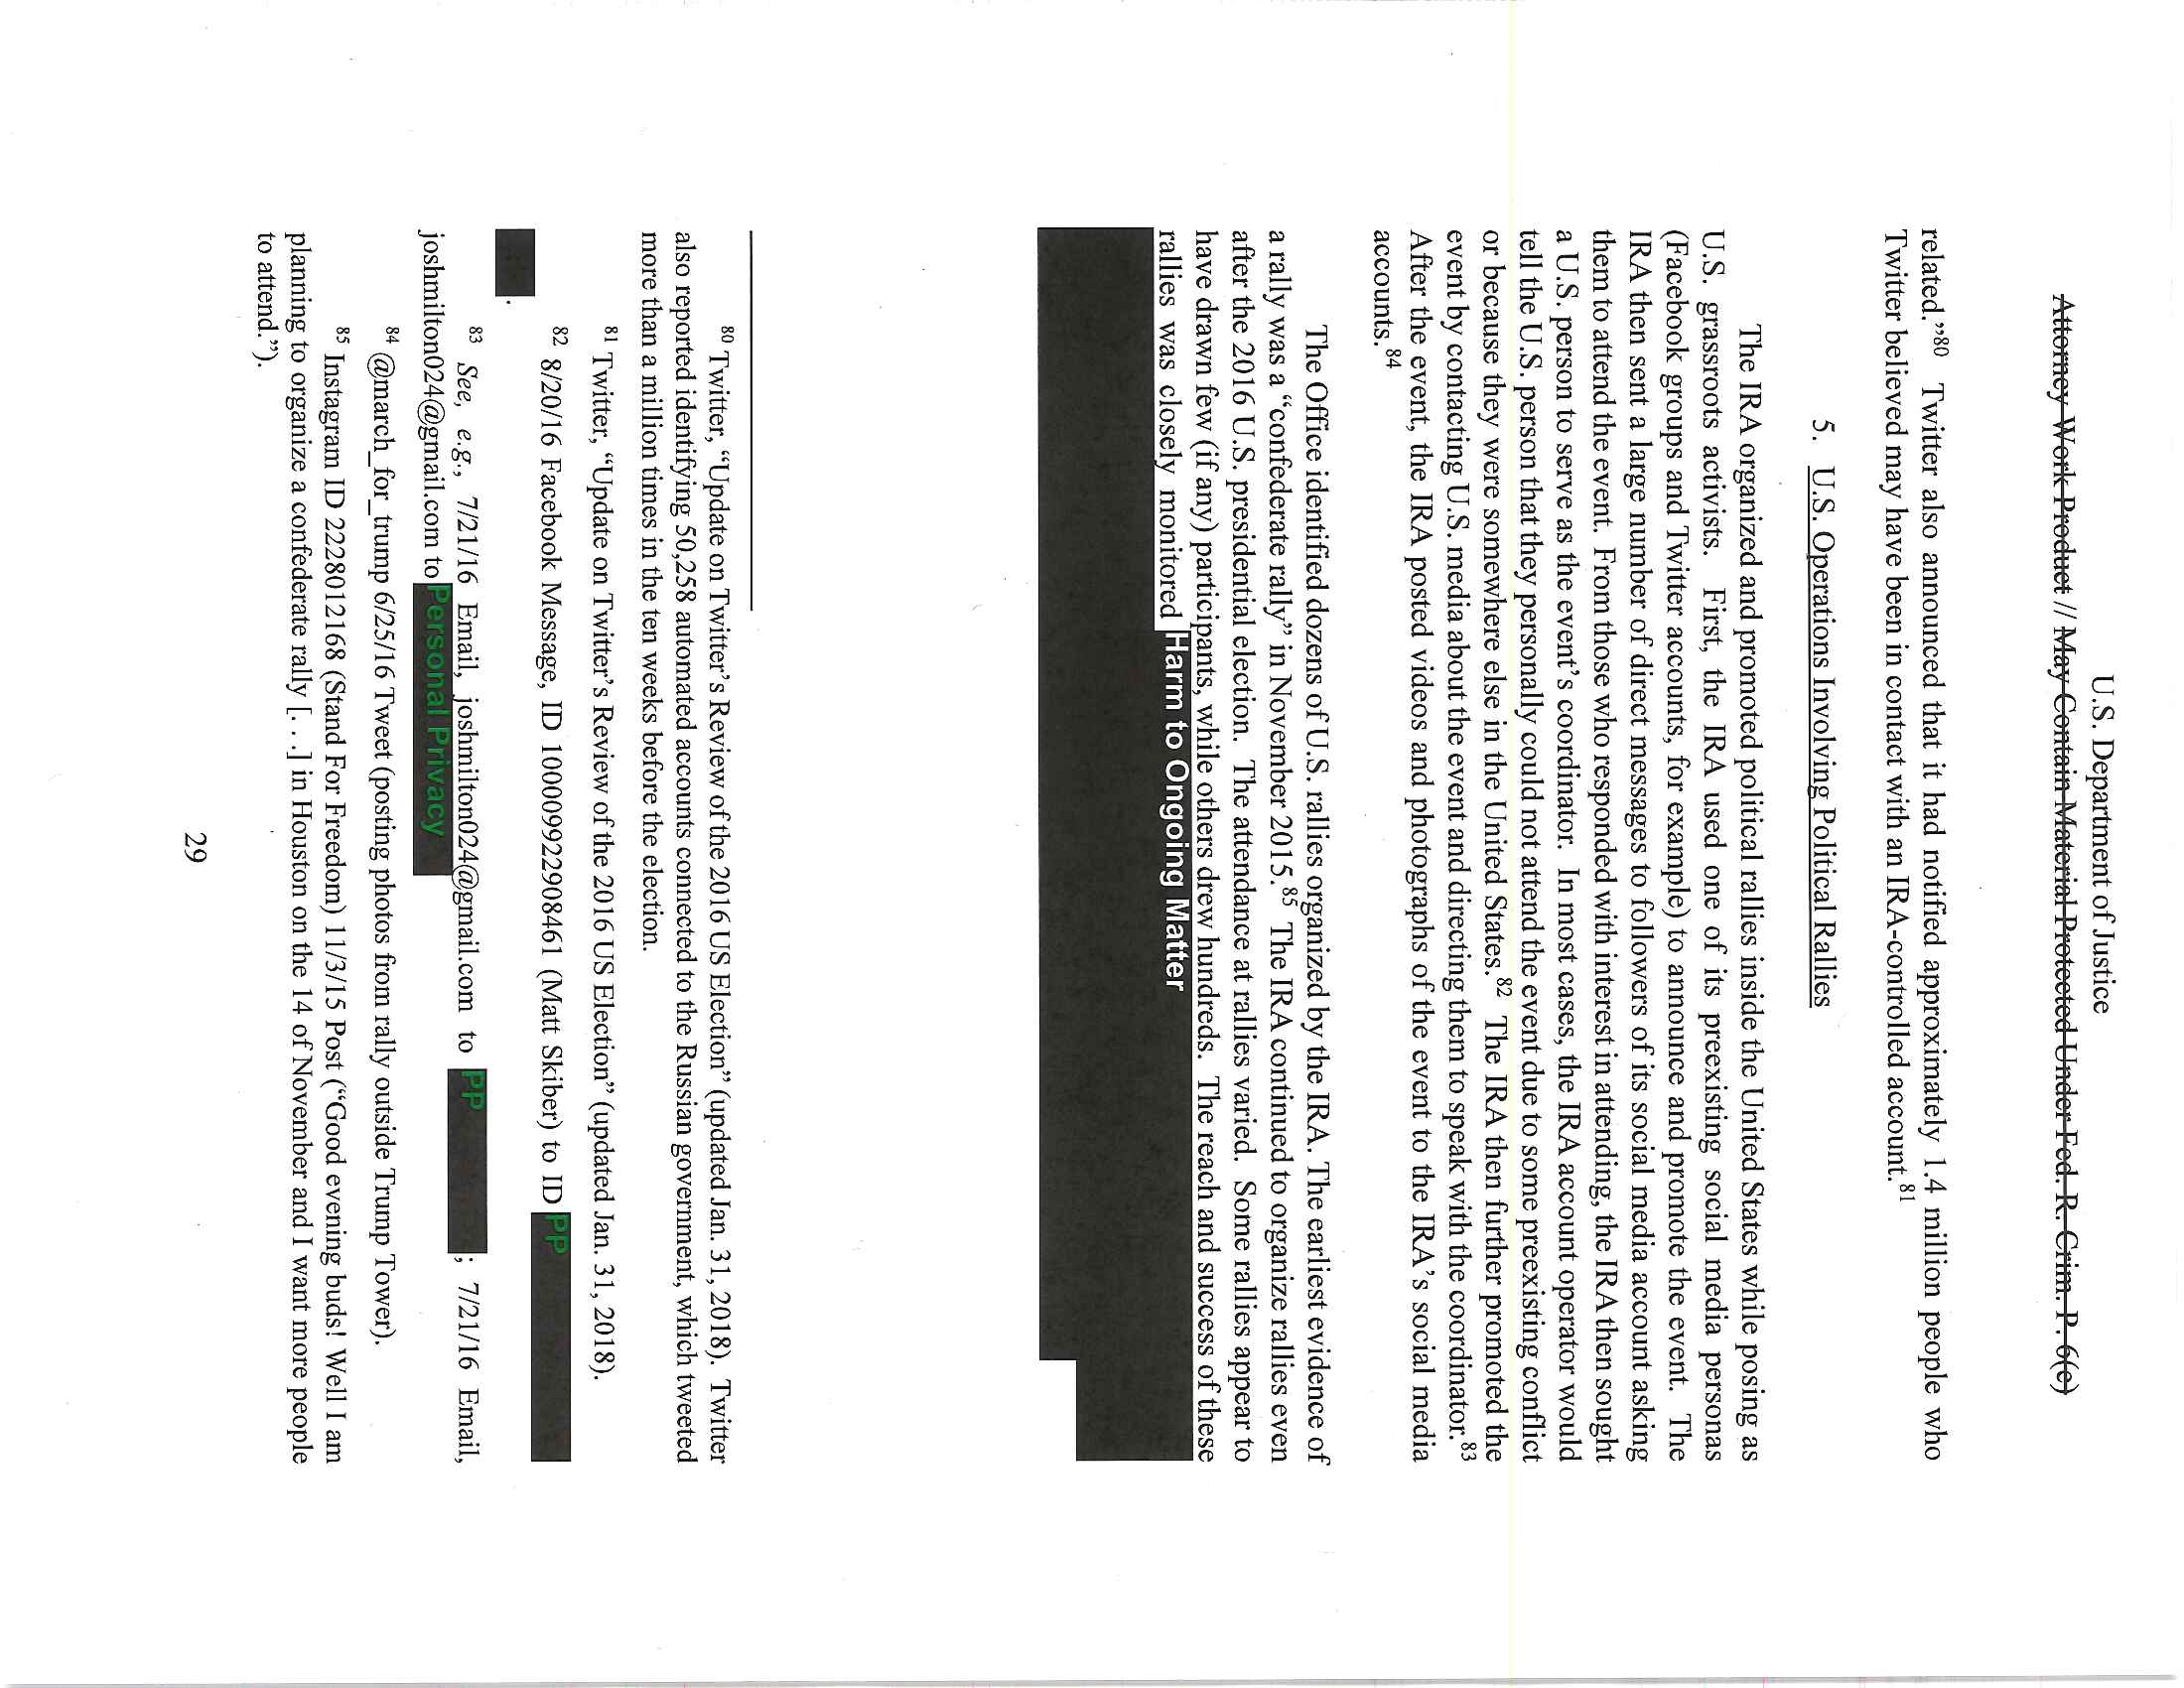 U.S. Department of Justice
Attorney Work Product // May Contain Material Protected Under Fed. R. Crim. P. 6(e)
related.”80 Twitter also announced that it had notified approximately 1.4 million people who
Twitter believed may have been in contact with an IRA-controlled account.81
5. U.S. Operations Involving Political Rallies
The IRA organized and promoted political rallies inside the United States while posing as
U.S. grassroots activists. First, the IRA used one of its preexisting social media personas
(Facebook groups and Twitter accounts, for example) to announce and promote the event. The
IRA then sent a large number of direct messages to followers of its social media account asking
them to attend the event. From those who responded with interest in attending, the IRA then sought
a U.S. person to serve as the event’s coordinator. In most cases, the IRA account operator would
tell the U.S. person that they personally could not attend the event due to some preexisting conflict
or because they were somewhere else in the United States.82 The IRA then further promoted the
event by contacting U.S. media about the event and directing them to speak with the coordinator.83
After the event, the IRA posted videos and photographs of the event to the IRA’s social media
accounts.84
The Office identified dozens of U.S. rallies organized by the IRA. The earliest evidence of
a rally was a “confederate rally” in November 2015.85 The IRA continued to organize rallies even
after the 2016 U.S. presidential election. The attendance at rallies varied. Some rallies appear to
have drawn few (if any) participants, while others drew hundreds. The reach and success of these
rallies was closely monitored Harm to Ongoing Matter
80 Twitter, “Update on Twitter’s Review of the 2016 US Election” (updated Jan. 31, 2018). Twitter
also reported identifying 50,258 automated accounts connected to the Russian government, which tweeted
more than a million times in the ten weeks before the election.
81 Twitter, “Update on Twitter’s Review of the 2016 US Election” (updated Jan. 31, 2018).
82 8/20/16 Facebook Message, ID 100009922908461 (Matt Skiber) to ID PP
.
83 See, e.g., 7/21/16 Email, joshmilton024@gmail.com to PP ; 7/21/16 Email,
joshmilton024@gmail.com to Personal Privacy
84 @march_for_trump 6/25/16 Tweet (posting photos from rally outside Trump Tower).
85 Instagram ID 2228012168 (Stand For Freedom) 11/3/15 Post (“Good evening buds! Well I am
planning to organize a confederate rally [. . .] in Houston on the 14 of November and I want more people
to attend.”).
29